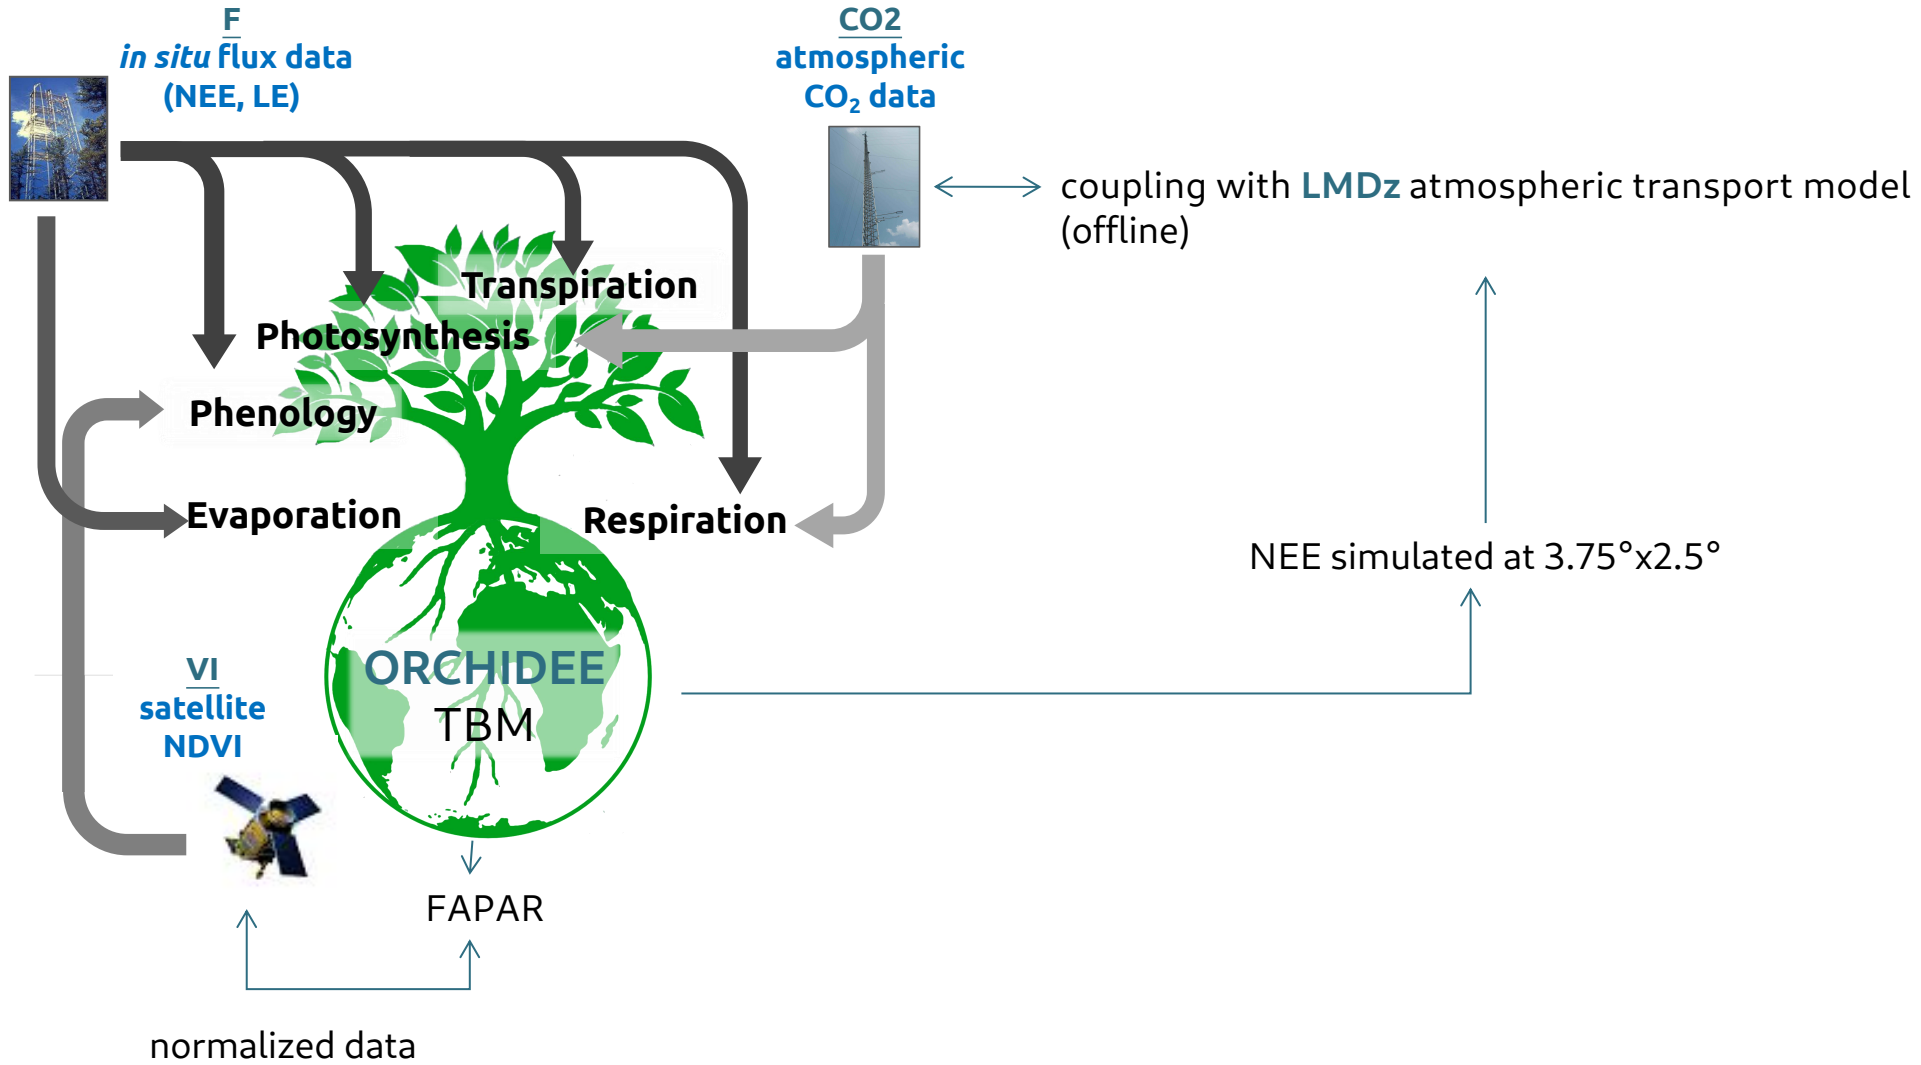 F
in situ flux data
(NEE, LE)
CO2
atmospheric
CO₂ data
coupling with LMDz atmospheric transport model
(offline)
Transpiration
Photosynthesis
Phenology
Evaporation
Respiration
NEE simulated at 3.75°x2.5°
ORCHIDEE
TBM
VI
satellite
NDVI
FAPAR
normalized data